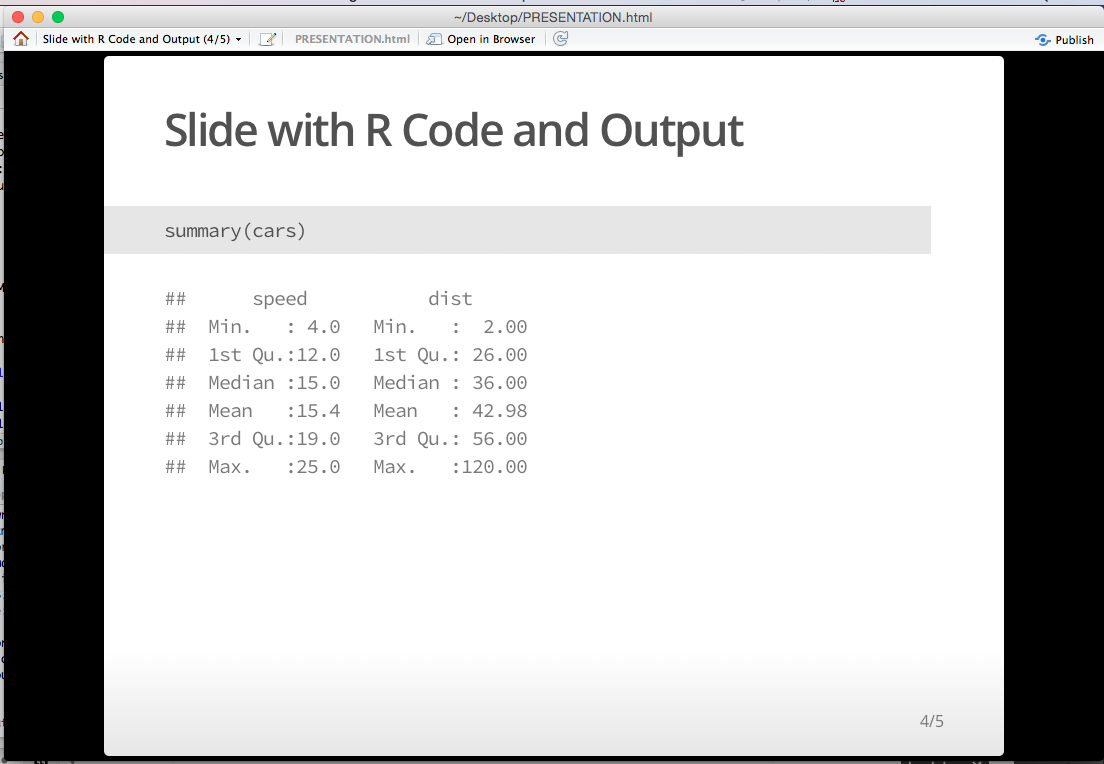 ~/Desktop/PRESENTATION.html
Slide with R Code and Output (4/5) PRESENTATION.html Open in Browser Publish
Slide with R Code and Output
summary(cars)
##      speed           dist
##  Min.   : 4.0   Min.   :  2.00
##  1st Qu.:12.0   1st Qu.: 26.00
##  Median :15.0   Median : 36.00
##  Mean   :15.4   Mean   : 42.98
##  3rd Qu.:19.0   3rd Qu.: 56.00
##  Max.   :25.0   Max.   :120.00
4/5